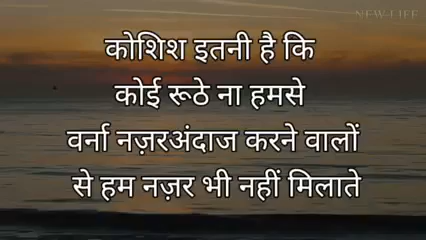 NEW-LIFE
कोशिश इतनी है कि
कोई रूठे ना हमसे
वर्ना नज़रअंदाज करने वालों
से हम नज़र भी नहीं मिलाते